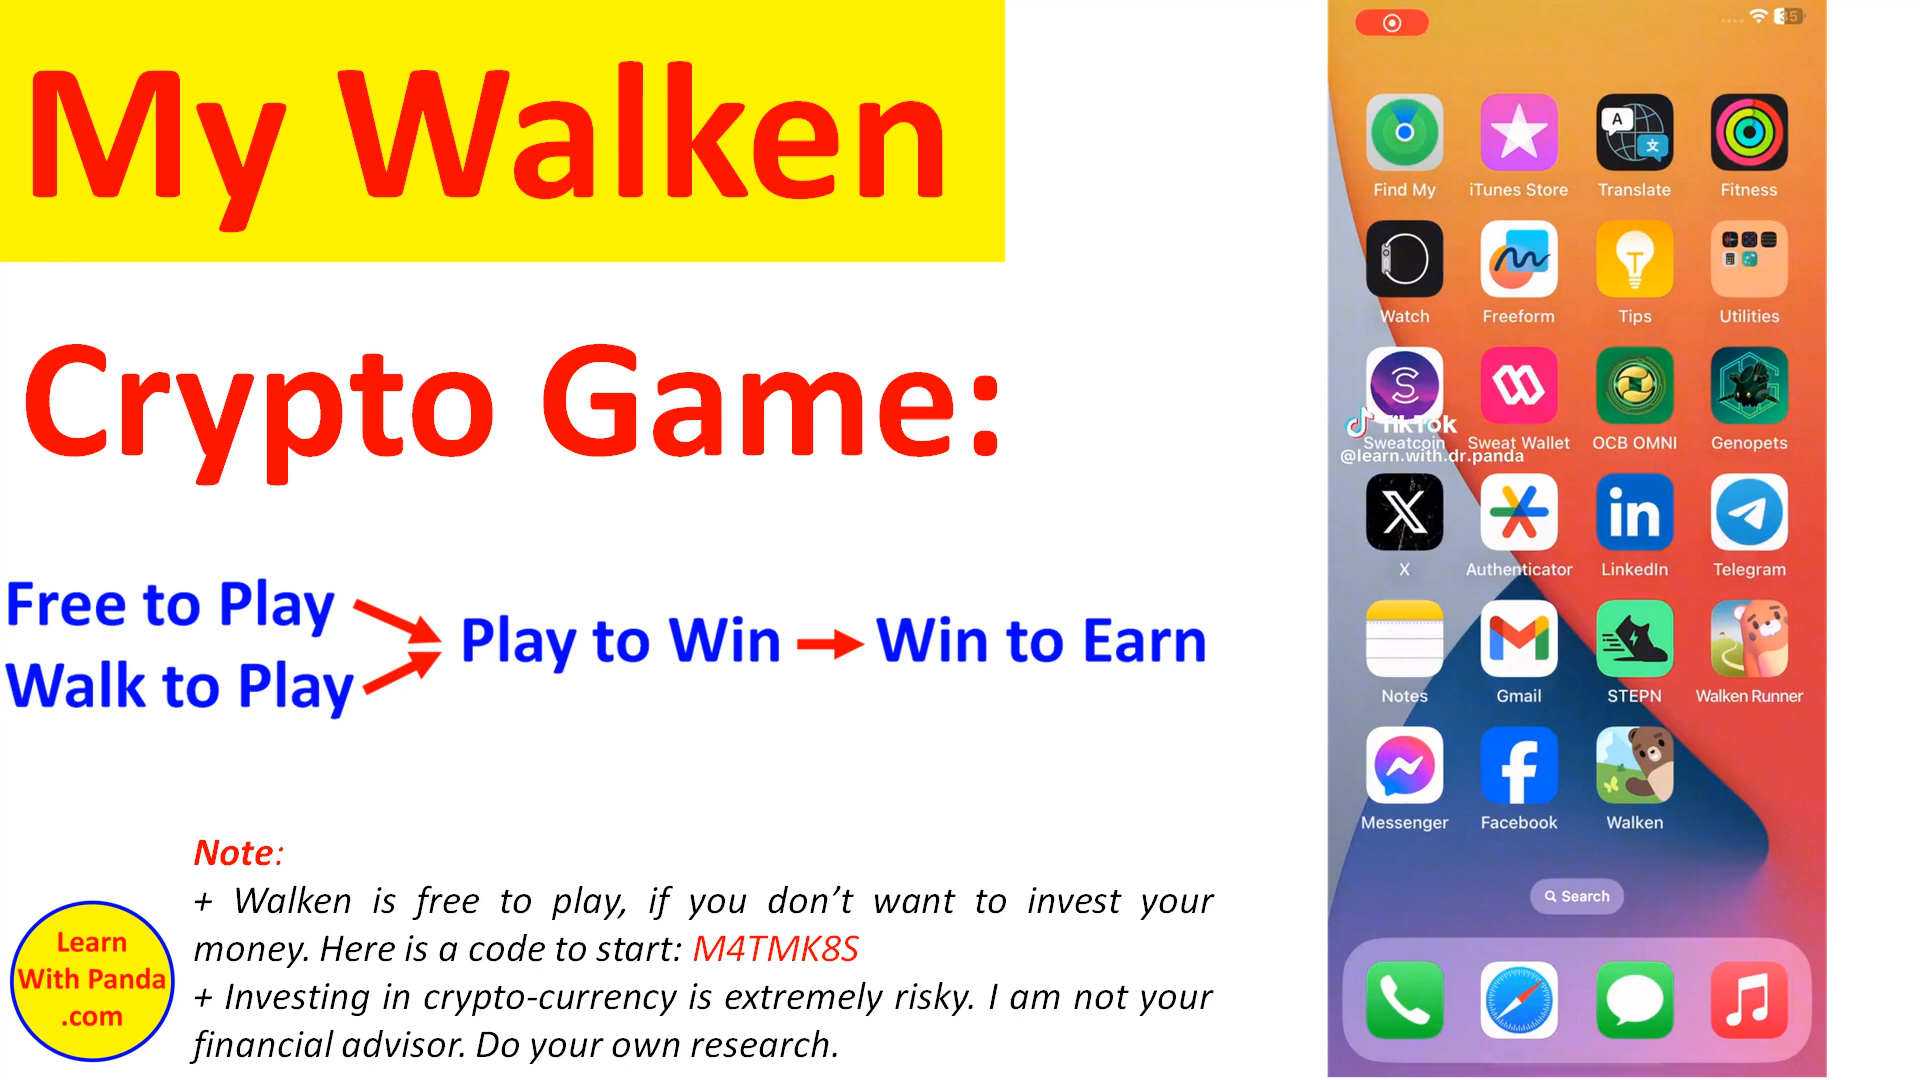 My Walken
Crypto Game:
Free to Play
Walk to Play
Play to Win
Win to Earn
Note:
+ Walken is free to play, if you don’t want to invest your
money. Here is a code to start: M4TMK8S
+ Investing in crypto-currency is extremely risky. I am not your
financial advisor. Do your own research.
Learn
With Panda
.com
35
Find My
iTunes Store
Translate
Fitness
Watch
Freeform
Tips
Utilities
TikTok
Sweatcoin
Sweat Wallet
OCB OMNI
Genopets
@learn.with.dr.panda
X
Authenticator
LinkedIn
Telegram
Notes
Gmail
STEPN
Walken Runner
Messenger
Facebook
Walken
Search